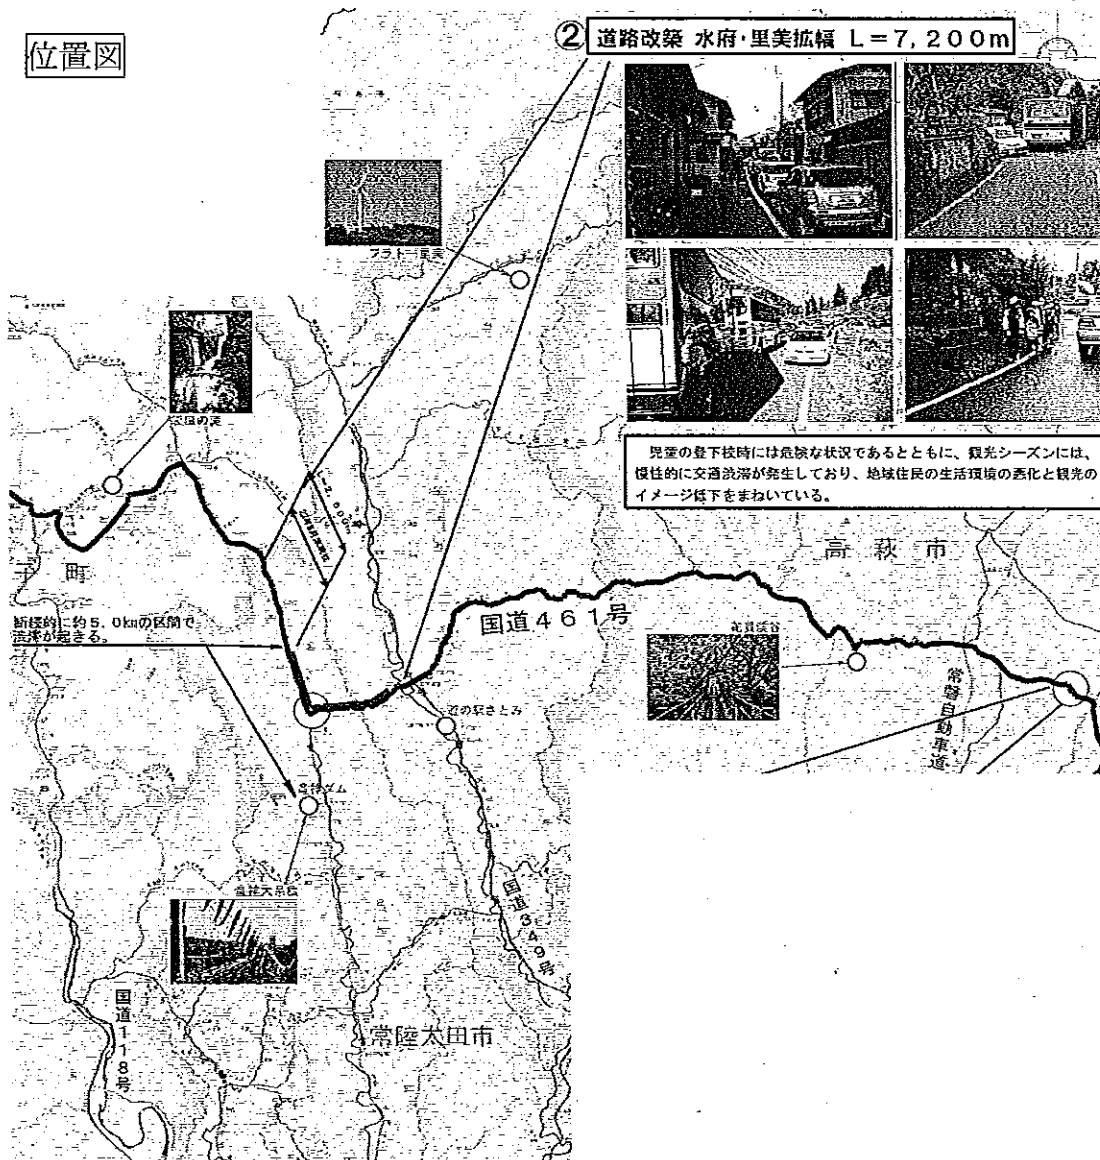 位置図
② 道路改築 水府・里美拡幅 L=7,200m
プラトー里美
児童の登下校時には危険な状況であるとともに、観光シーズンには、
慢性的に交通渋滞が発生しており、地域住民の生活環境の悪化と観光の
イメージ低下をまねいている。
高萩市
子町
断続的に約5.0kmの区間で
渋滞が起きる。
国道461号
花貫渓谷
常磐自動車道
道の駅さとみ
竜神ダム
竜神大吊橋
国道349号
国道118号
常陸太田市